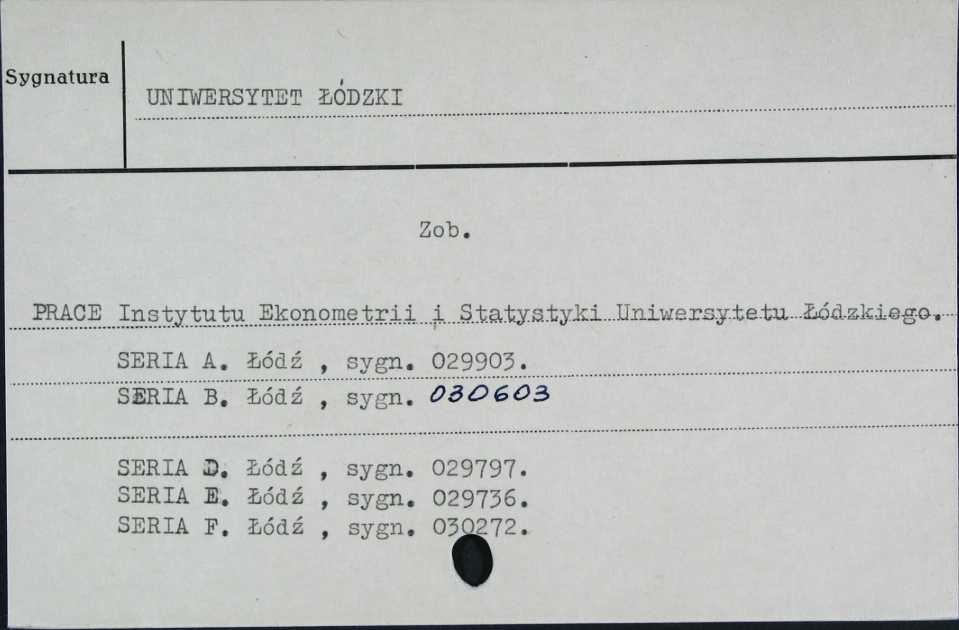 Sygnatura
UNIWERSYTET ŁÓDZKI
Zob.
PRACE Instytutu Ekonometrii i Statystyki Uniwersytetu Łódzkiego.
SERIA A. Łódź , sygn. 029903.
SERIA B. Łódź , sygn. 030603
SERIA D. Łódź , sygn. 029797.
SERIA E. Łódź , sygn. 029736.
SERIA F. Łódź , sygn. 030272.